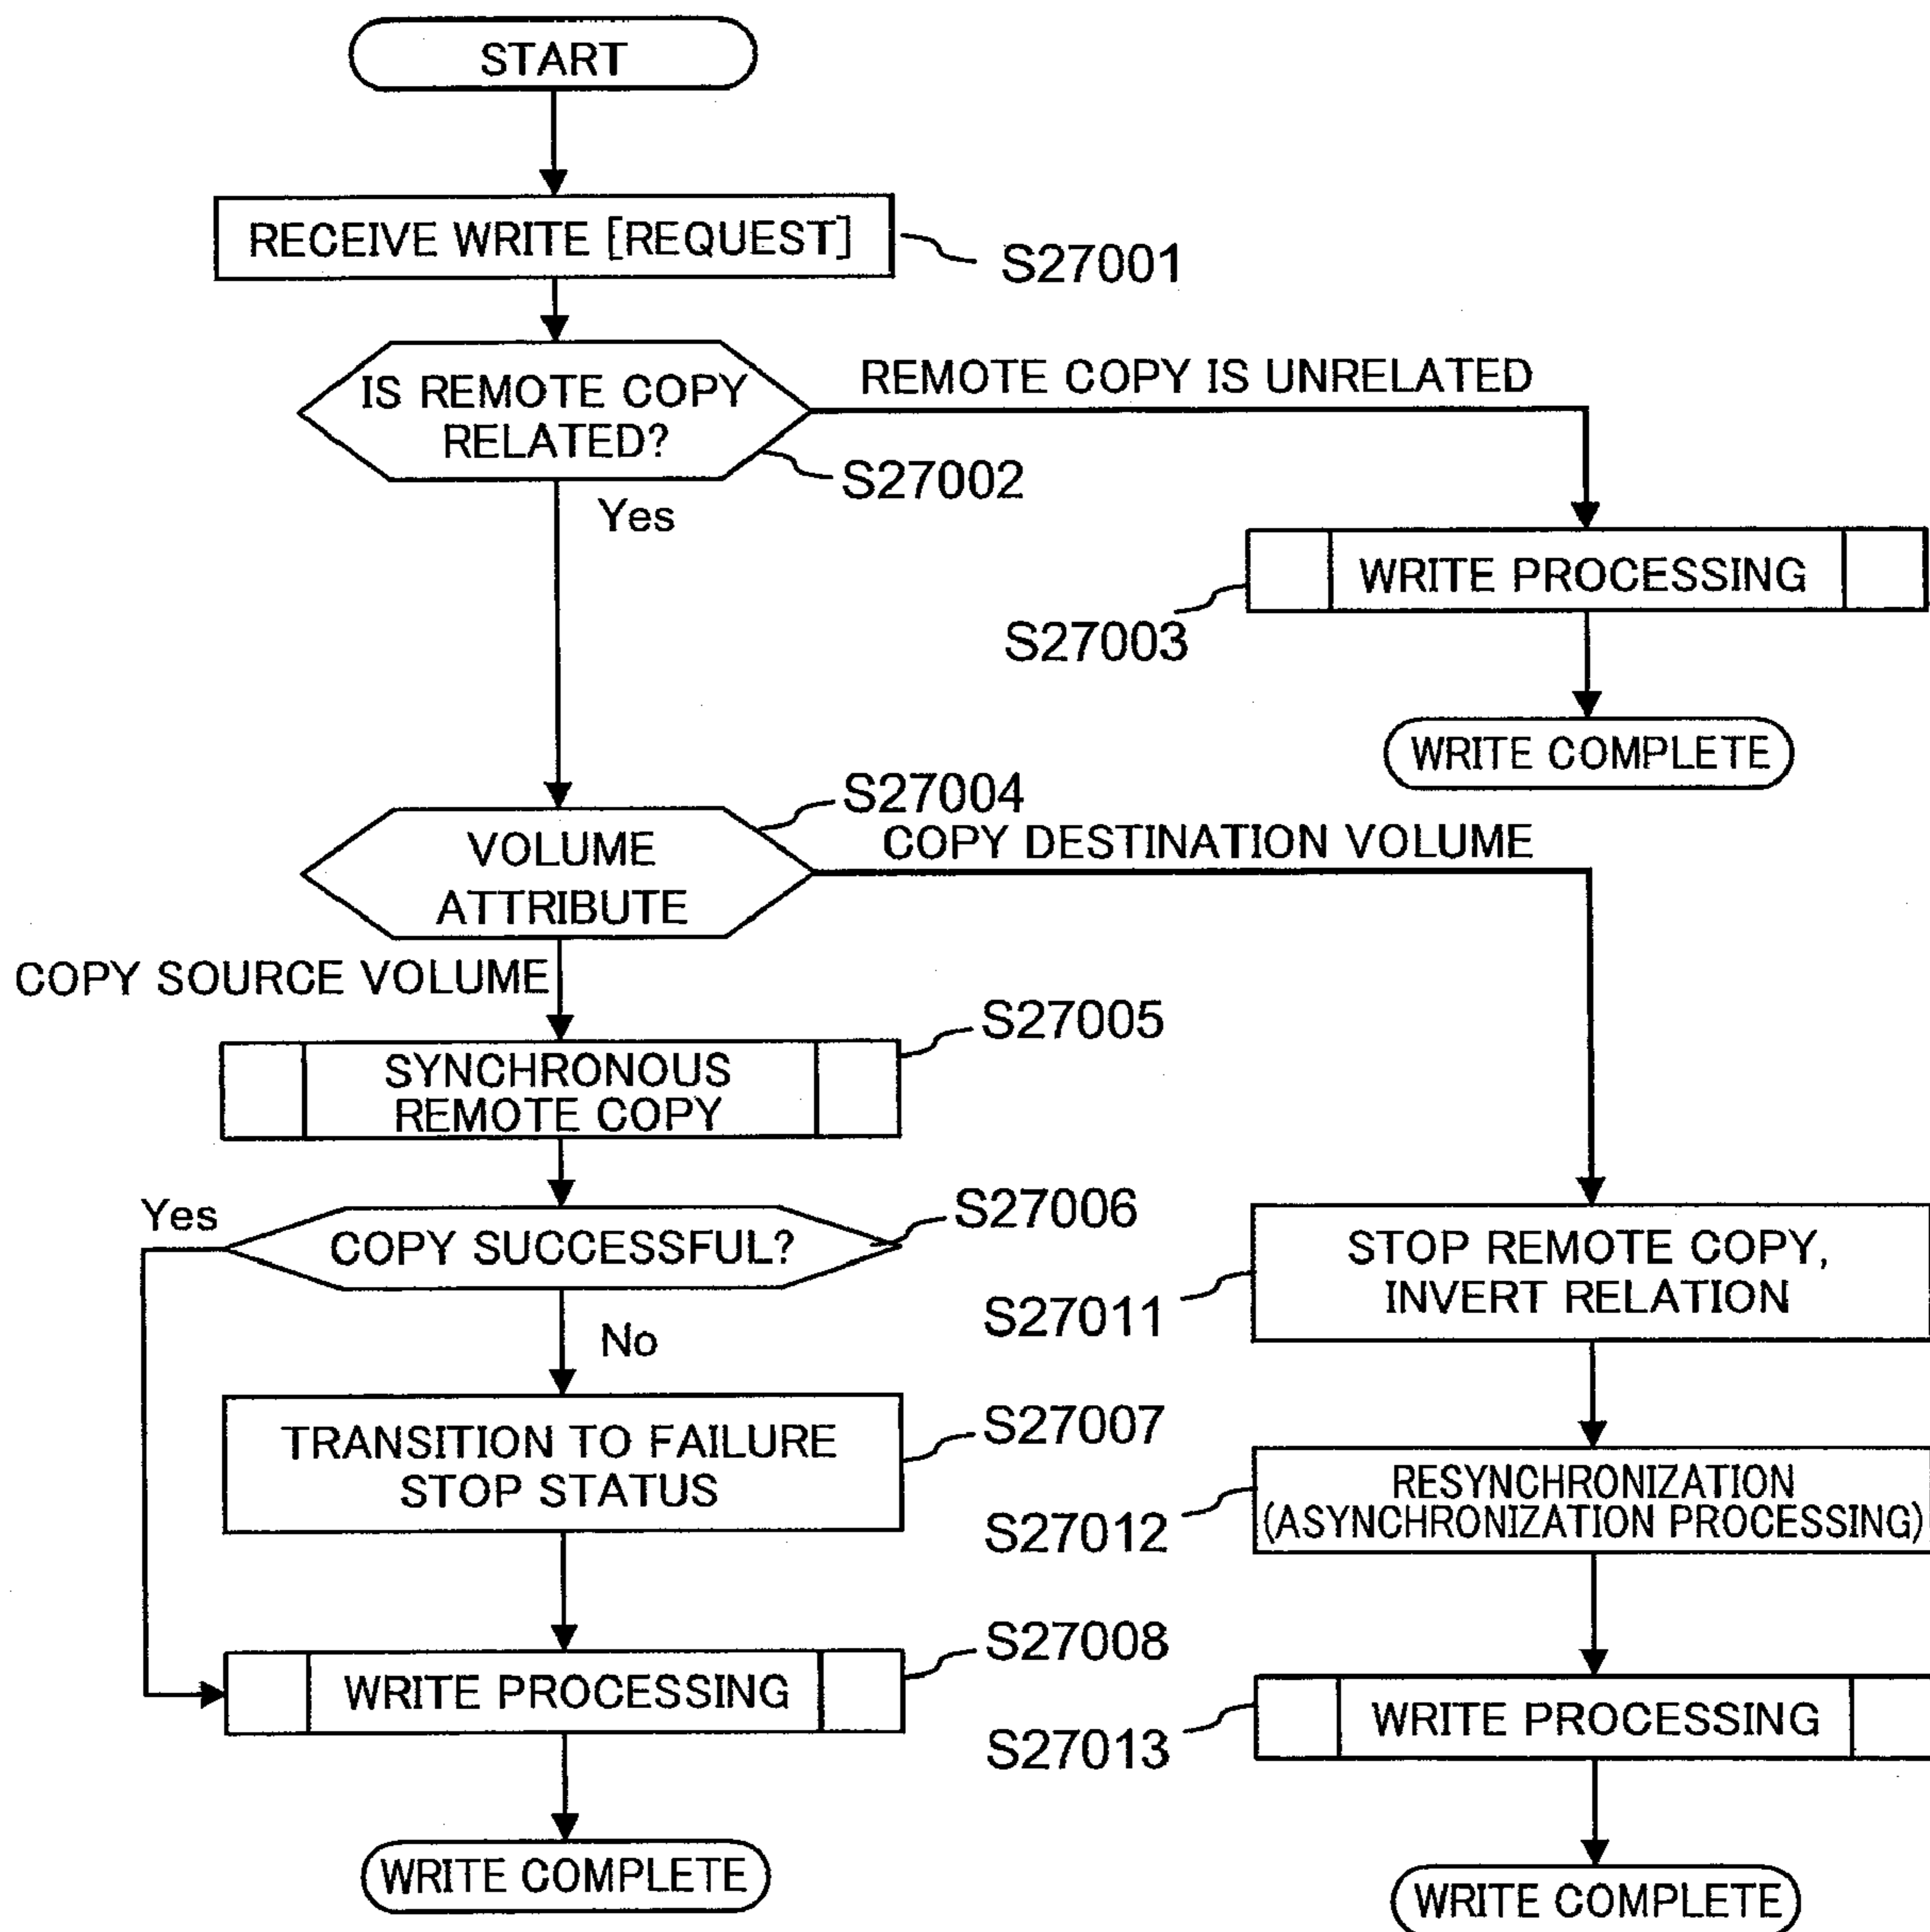 START
RECEIVE WRITE [REQUEST]
S27001
IS REMOTE COPY
RELATED?
REMOTE COPY IS UNRELATED
S27002
Yes
WRITE PROCESSING
S27003
WRITE COMPLETE
S27004
VOLUME
ATTRIBUTE
COPY DESTINATION VOLUME
COPY SOURCE VOLUME
S27005
SYNCHRONOUS
REMOTE COPY
Yes
S27006
COPY SUCCESSFUL?
No
STOP REMOTE COPY,
INVERT RELATION
S27011
S27007
TRANSITION TO FAILURE
STOP STATUS
RESYNCHRONIZATION
(ASYNCHRONIZATION PROCESSING)
S27012
S27008
WRITE PROCESSING
WRITE PROCESSING
S27013
WRITE COMPLETE
WRITE COMPLETE